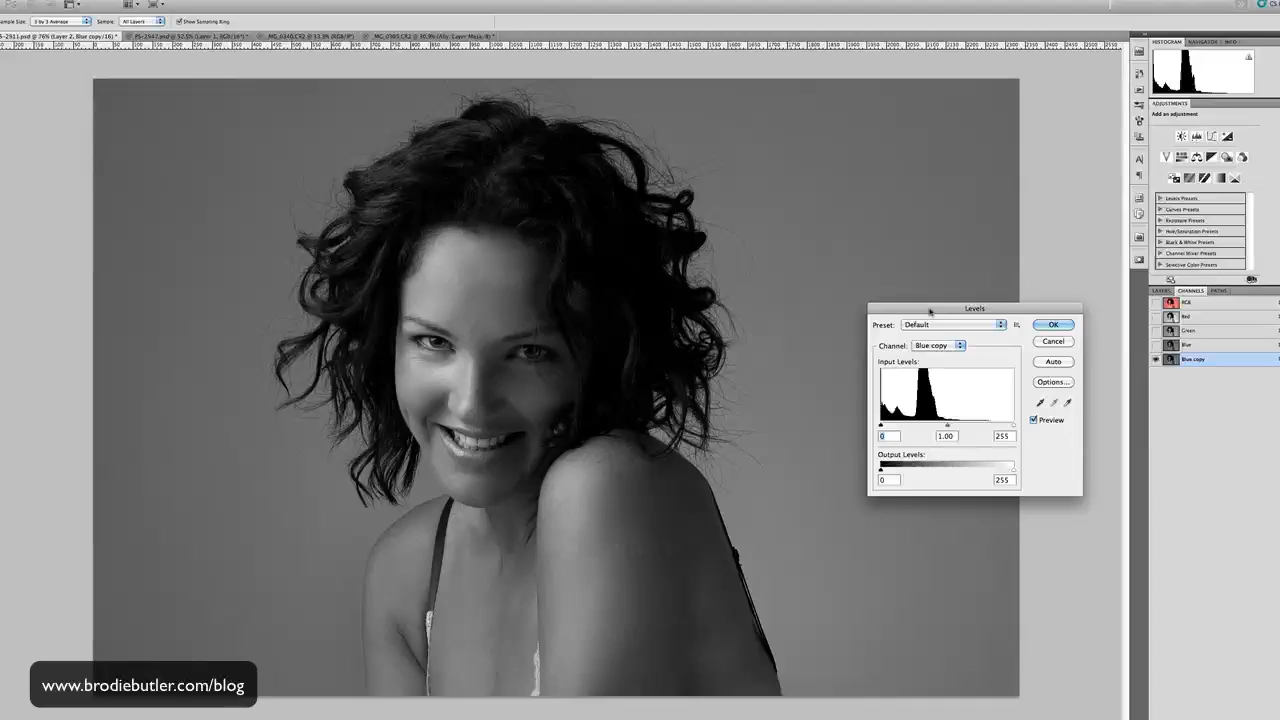 Sample Size: 3 by 3 Average Sample: All Layers Show Sampling Ring
HISTOGRAM NAVIGATOR INFO
ADJUSTMENTS
Add an adjustment
Levels Presets
Curves Presets
Exposure Presets
Hue/Saturation Presets
Black & White Presets
Channel Mixer Presets
Selective Color Presets
LAYERS CHANNELS PATHS
RGB
Red
Green
Blue
Blue copy
Levels
Preset: Default OK
Cancel
Channel: Blue copy
Input Levels: Auto
Options...
Preview
0 1.00 255
Output Levels:
0 255
www.brodiebutler.com/blog